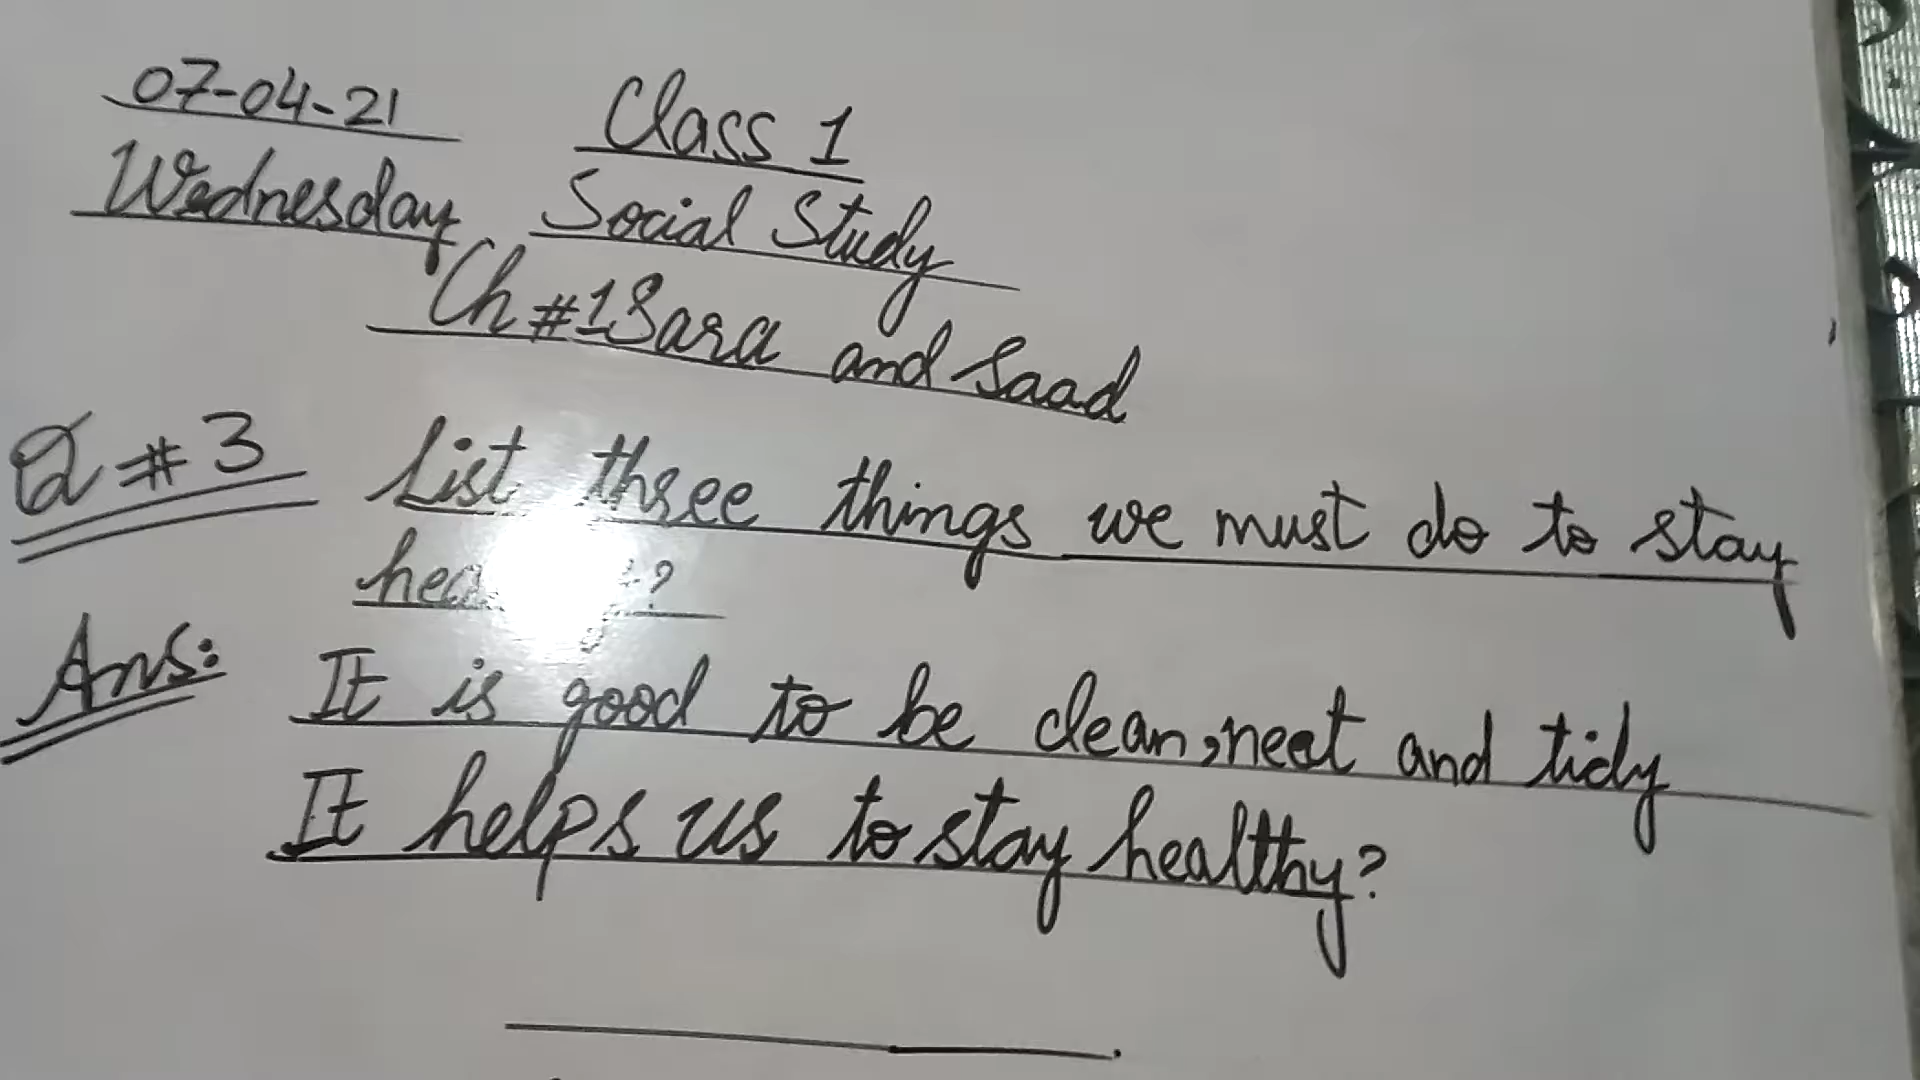 07-04-21
Class 1
Wednesday
Social Study
Ch #1 Sara and Saad
Q #3 List three things we must do to stay
?
Ans: It is good to be clean, neat and tidy
It helps us to stay healthy?